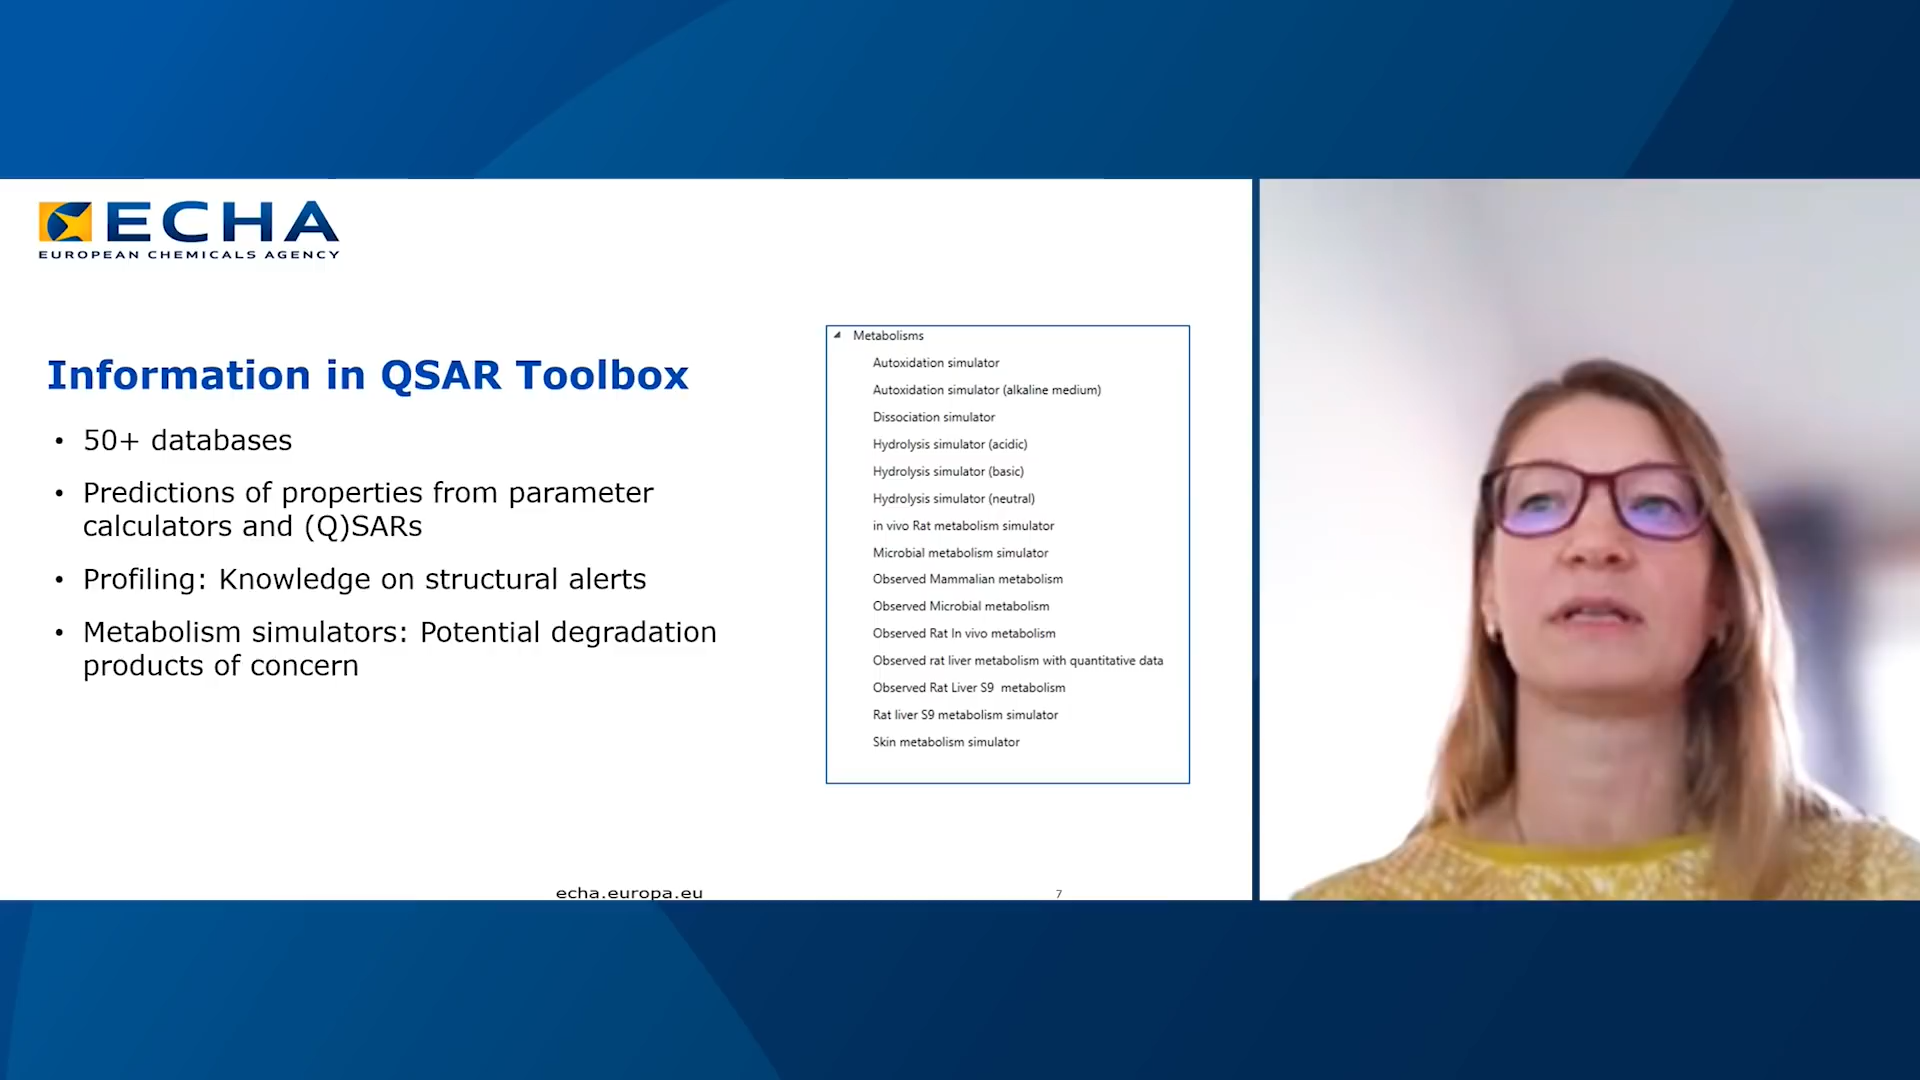 ECHA
EUROPEAN CHEMICALS AGENCY
Information in QSAR Toolbox
• 50+ databases
• Predictions of properties from parameter
calculators and (Q)SARs
• Profiling: Knowledge on structural alerts
• Metabolism simulators: Potential degradation
products of concern
Metabolisms
Autoxidation simulator
Autoxidation simulator (alkaline medium)
Dissociation simulator
Hydrolysis simulator (acidic)
Hydrolysis simulator (basic)
Hydrolysis simulator (neutral)
in vivo Rat metabolism simulator
Microbial metabolism simulator
Observed Mammalian metabolism
Observed Microbial metabolism
Observed Rat In vivo metabolism
Observed rat liver metabolism with quantitative data
Observed Rat Liver S9 metabolism
Rat liver S9 metabolism simulator
Skin metabolism simulator
echa.europa.eu
7